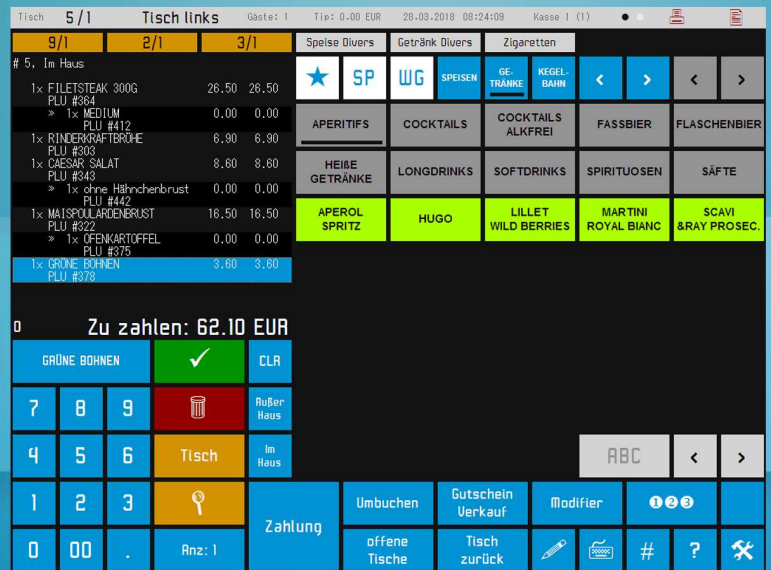 Tisch 5/1 Tisch links Gäste: 1 Tip: 0.00 EUR 28.03.2018 08:24:09 Kasse 1 (1)
9/1 2/1 3/1
# 5, Im Haus
1x FILETSTEAK 300G 26.50 26.50
PLU #364
» 1x MEDIUM 0.00 0.00
PLU #412
1x RINDERKRAFTBRÜHE 6.90 6.90
PLU #303
1x CAESAR SALAT 8.60 8.60
PLU #343
» 1x ohne Hähnchenbrust 0.00 0.00
PLU #442
1x MAISPOULARDENBRUST 16.50 16.50
PLU #322
» 1x OFENKARTOFFEL 0.00 0.00
PLU #375
1x GRÜNE BOHNEN 3.60 3.60
PLU #378
0 Zu zahlen: 62.10 EUR
GRÜNE BOHNEN ✓ CLR
7 8 9 Außer
Haus
4 5 6 Tisch Im
Haus
1 2 3
0 00 . Anz: 1
Speise Divers Getränk Divers Zigaretten
★ SP WG SPEISEN GE-
TRÄNKE KEGEL-
BAHN < > < >
APERITIFS COCKTAILS COCKTAILS
ALKFREI FASSBIER FLASCHENBIER
HEIßE
GETRÄNKE LONGDRINKS SOFTDRINKS SPIRITUOSEN SÄFTE
APEROL
SPRITZ HUGO LILLET
WILD BERRIES MARTINI
ROYAL BIANC SCAVI
&RAY PROSEC.
ABC < >
Zahlung Umbuchen Gutschein
Verkauf Modifier ❶❷❸
offene
Tische Tisch
zurück # ?